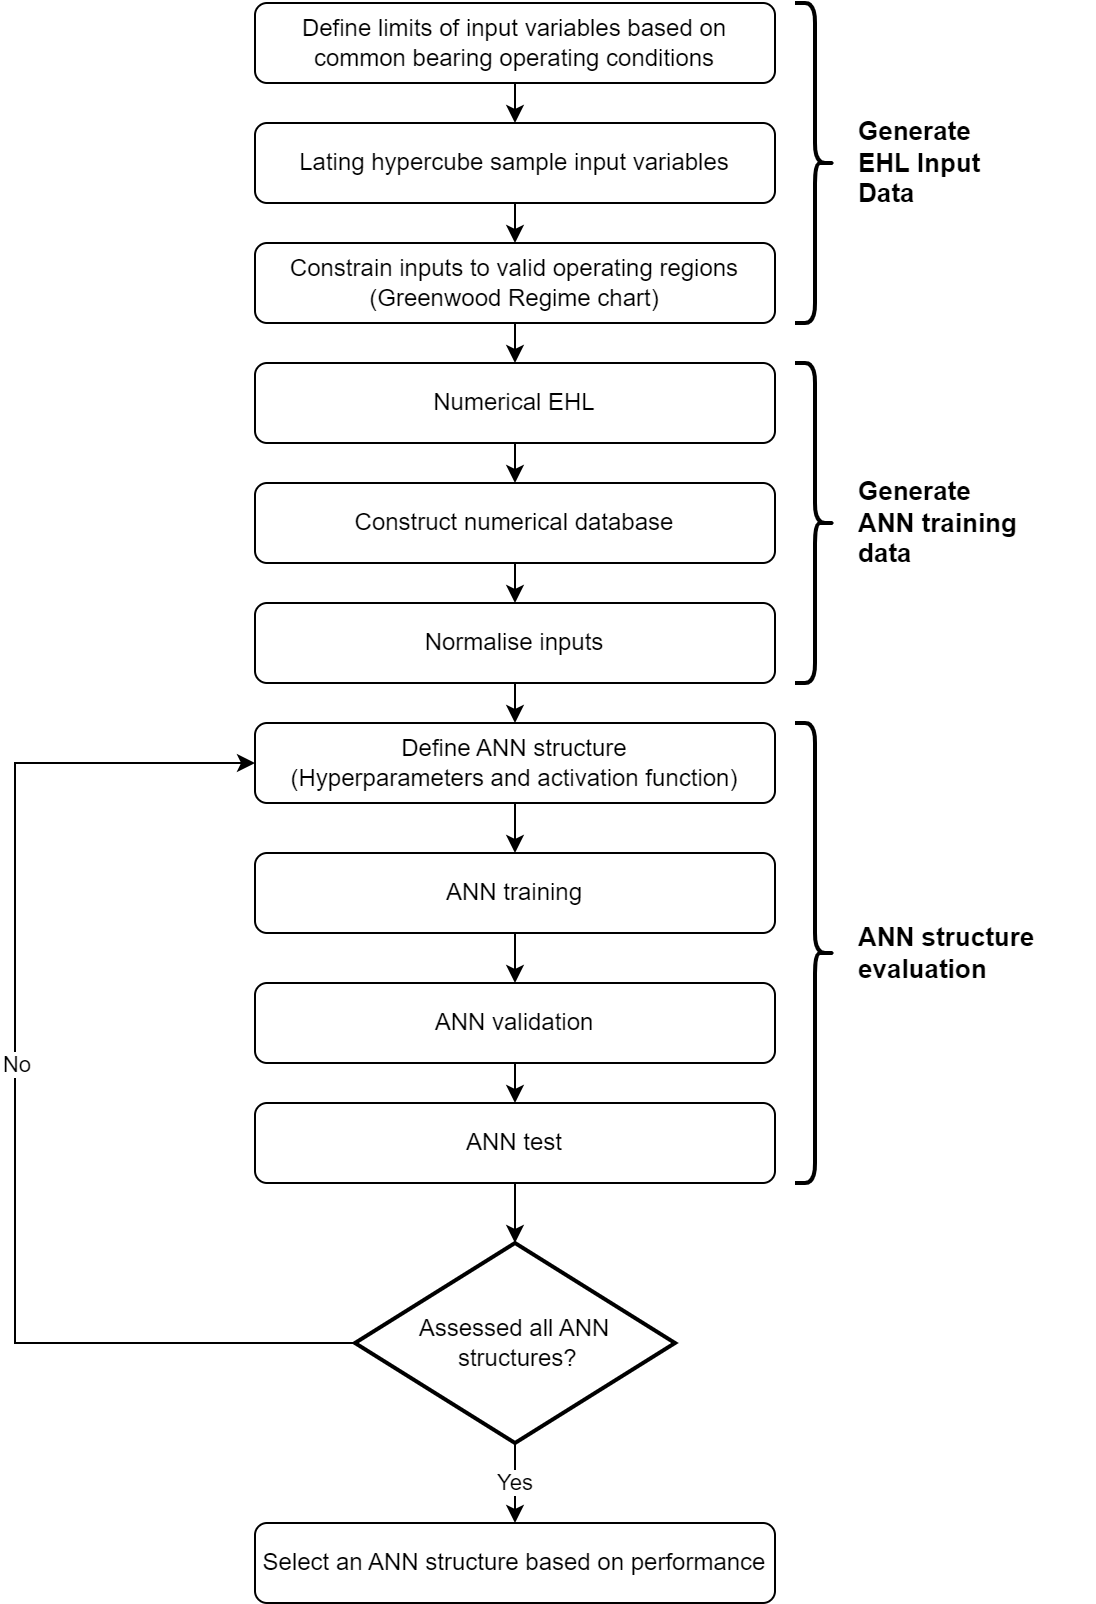 Define limits of input variables based on
common bearing operating conditions
Lating hypercube sample input variables
Constrain inputs to valid operating regions
(Greenwood Regime chart)
Generate
EHL Input
Data
Numerical EHL
Construct numerical database
Normalise inputs
Generate
ANN training
data
Define ANN structure
(Hyperparameters and activation function)
ANN training
ANN validation
ANN test
ANN structure
evaluation
No
Assessed all ANN
structures?
Yes
Select an ANN structure based on performance